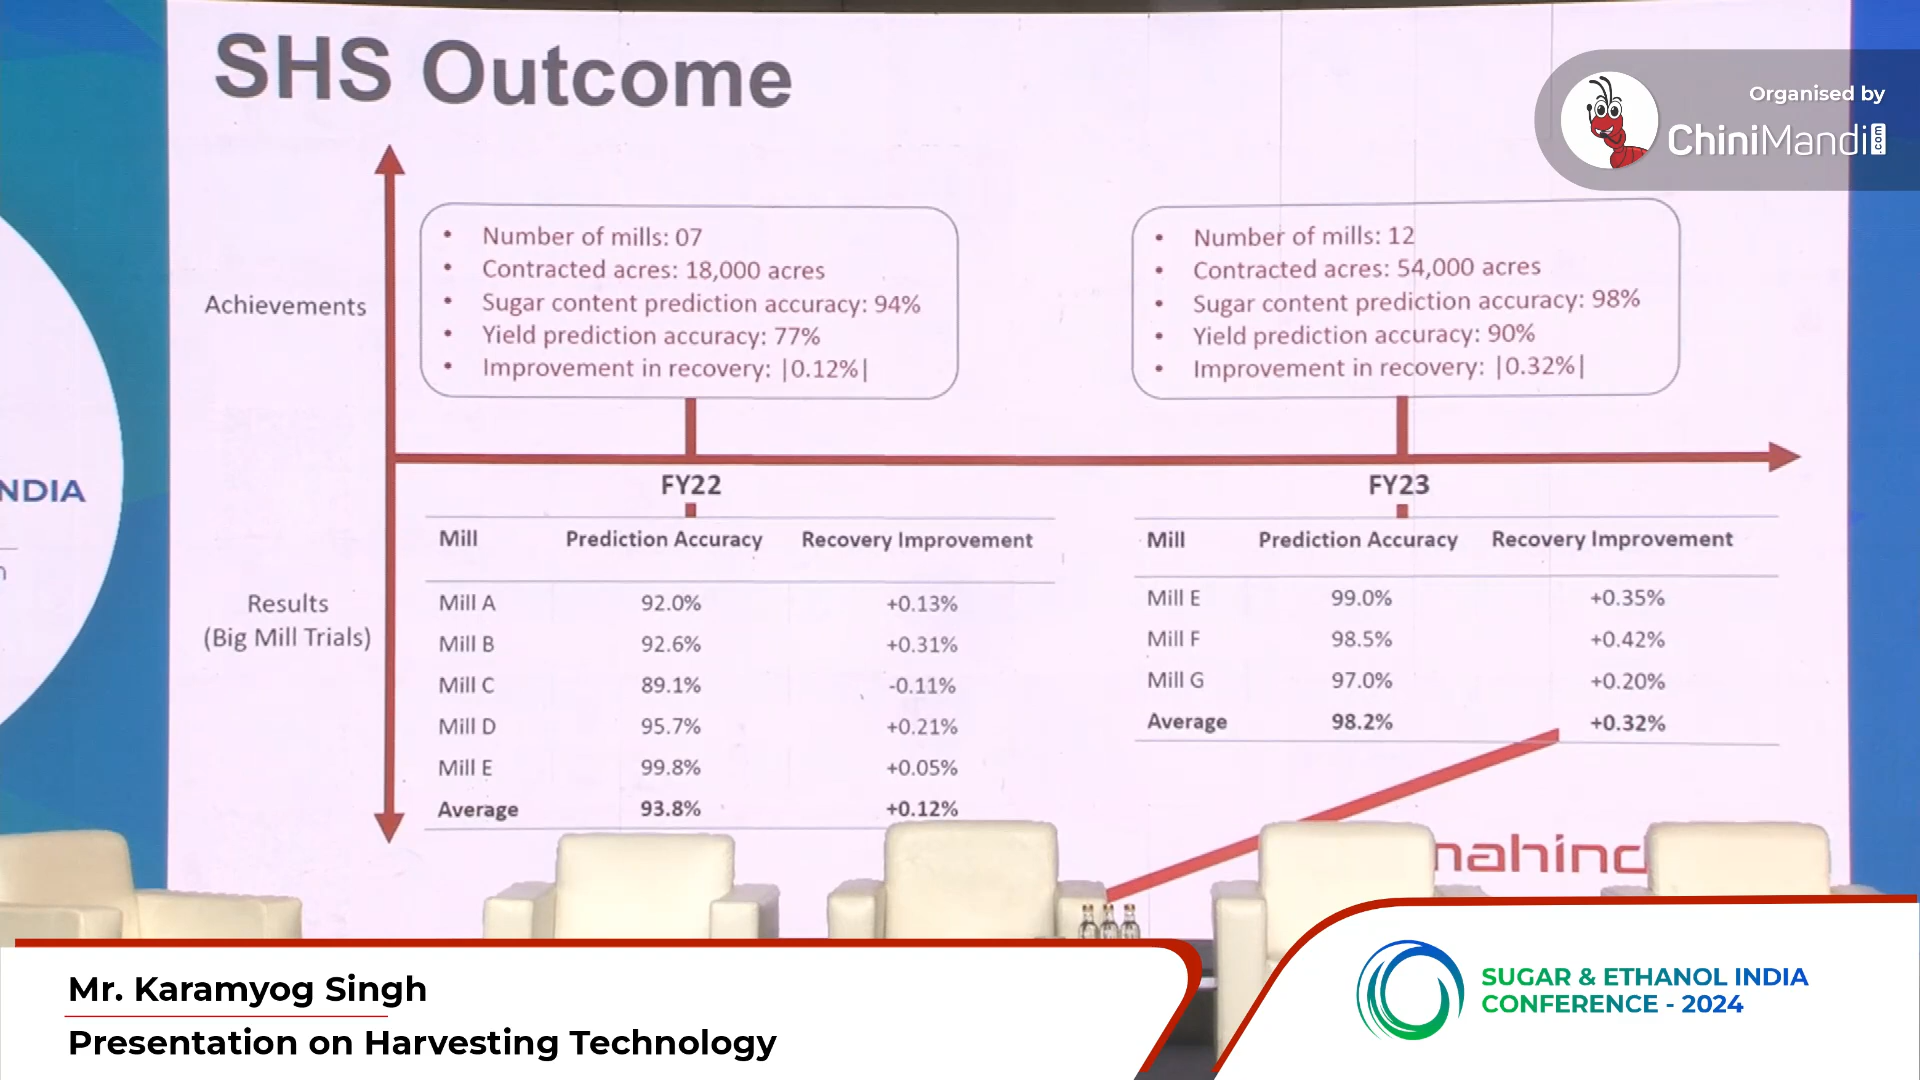 SHS Outcome
Organised by
ChiniMandi.com
Achievements
• Number of mills: 07
• Contracted acres: 18,000 acres
• Sugar content prediction accuracy: 94%
• Yield prediction accuracy: 77%
• Improvement in recovery: |0.12%|
• Number of mills: 12
• Contracted acres: 54,000 acres
• Sugar content prediction accuracy: 98%
• Yield prediction accuracy: 90%
• Improvement in recovery: |0.32%|
NDIA
FY22
FY23
Results
(Big Mill Trials)
Mill Prediction Accuracy Recovery Improvement
Mill A 92.0% +0.13%
Mill B 92.6% +0.31%
Mill C 89.1% -0.11%
Mill D 95.7% +0.21%
Mill E 99.8% +0.05%
Average 93.8% +0.12%
Mill Prediction Accuracy Recovery Improvement
Mill E 99.0% +0.35%
Mill F 98.5% +0.42%
Mill G 97.0% +0.20%
Average 98.2% +0.32%
mahind
Mr. Karamyog Singh
Presentation on Harvesting Technology
SUGAR & ETHANOL INDIA
CONFERENCE - 2024